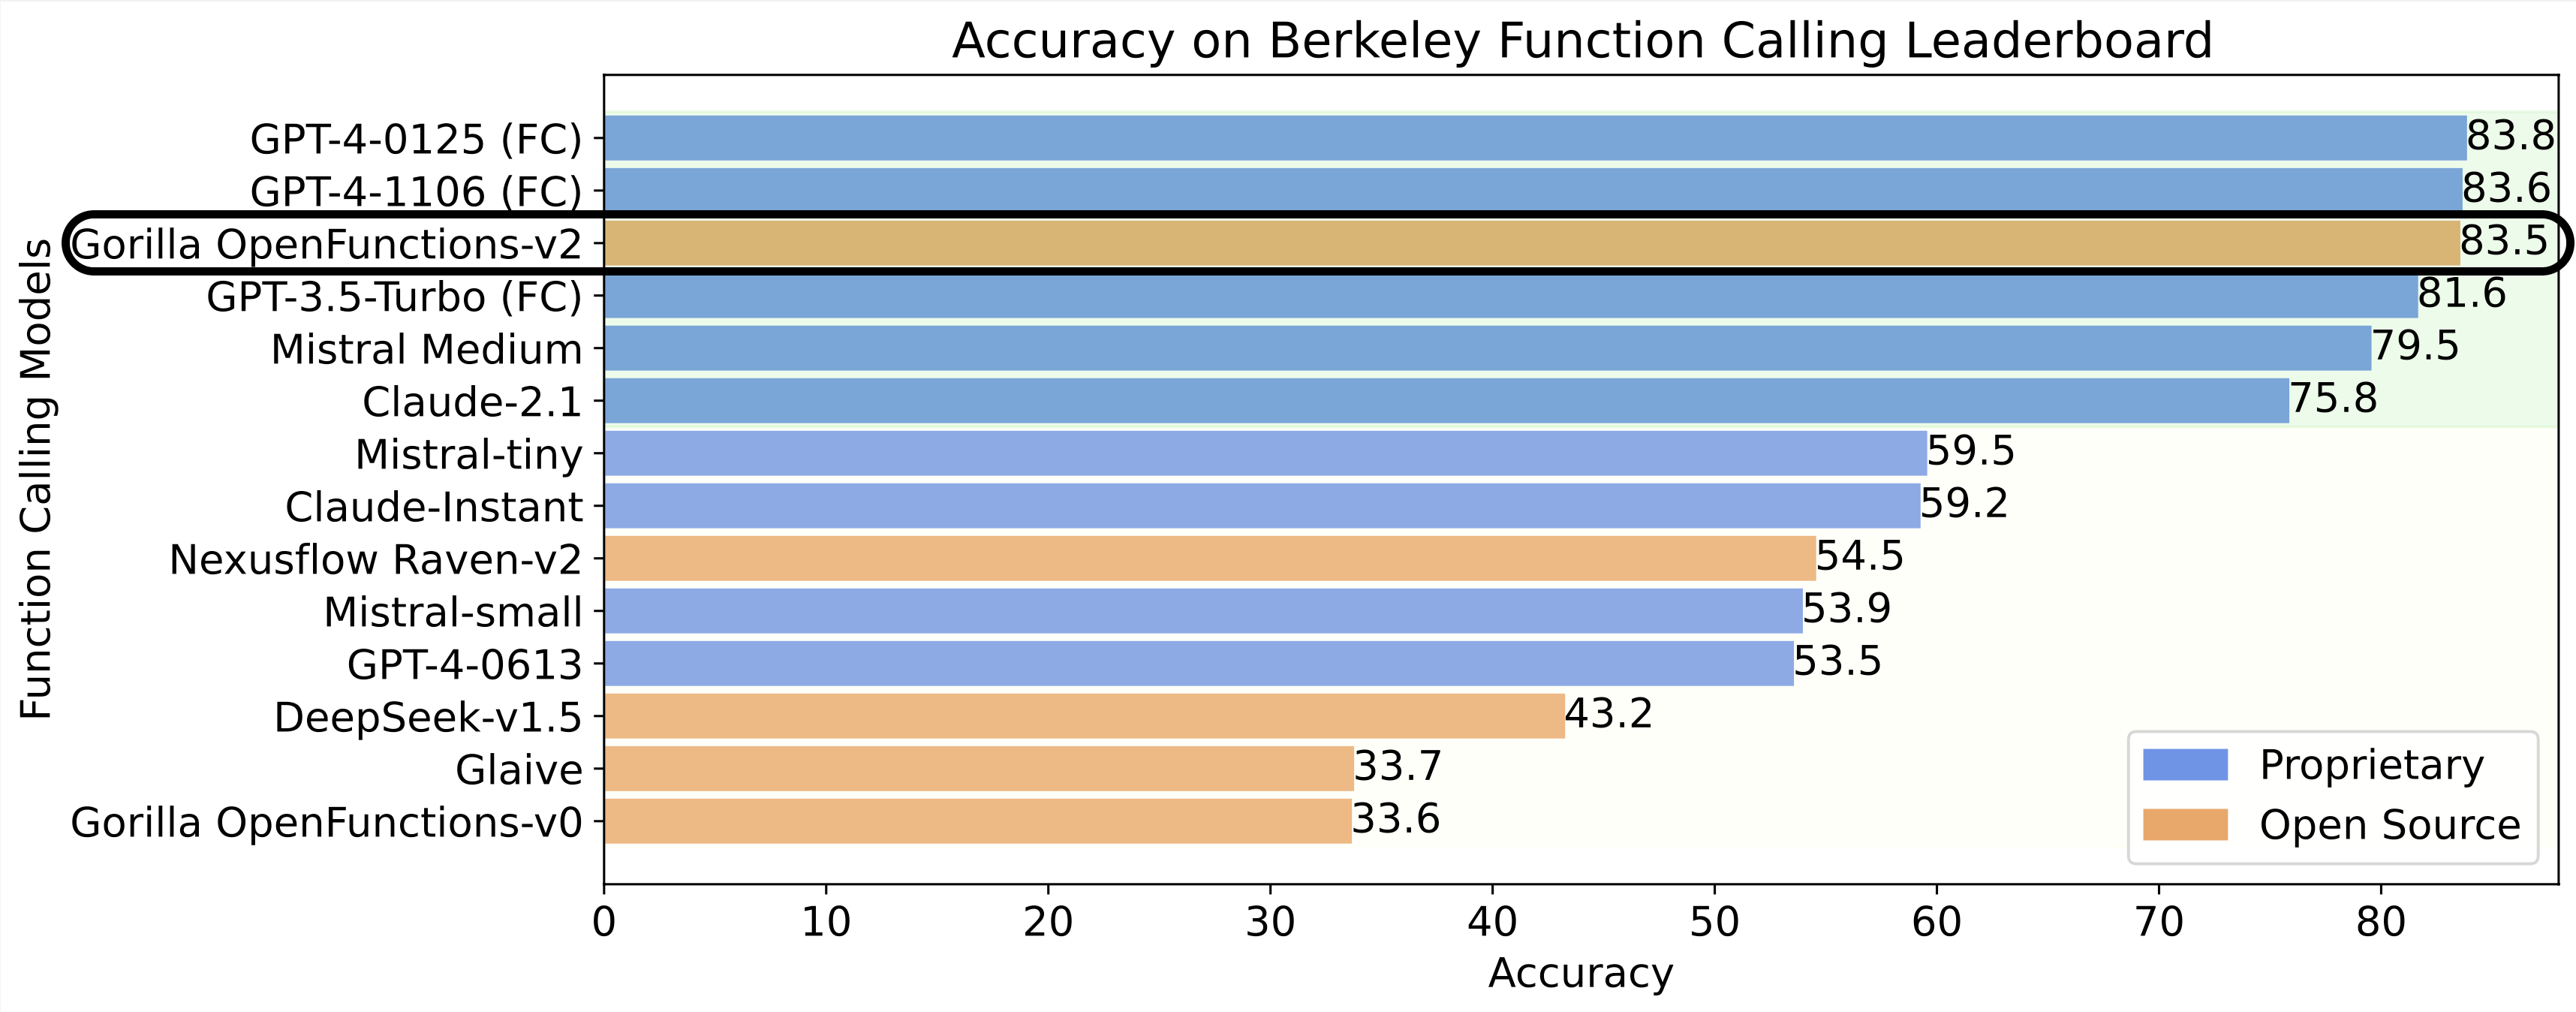 Accuracy on Berkeley Function Calling Leaderboard
Function Calling Models
GPT-4-0125 (FC) 83.8
GPT-4-1106 (FC) 83.6
Gorilla OpenFunctions-v2 83.5
GPT-3.5-Turbo (FC) 81.6
Mistral Medium 79.5
Claude-2.1 75.8
Mistral-tiny 59.5
Claude-Instant 59.2
Nexusflow Raven-v2 54.5
Mistral-small 53.9
GPT-4-0613 53.5
DeepSeek-v1.5 43.2
Glaive 33.7
Gorilla OpenFunctions-v0 33.6
Proprietary
Open Source
0 10 20 30 40 50 60 70 80
Accuracy